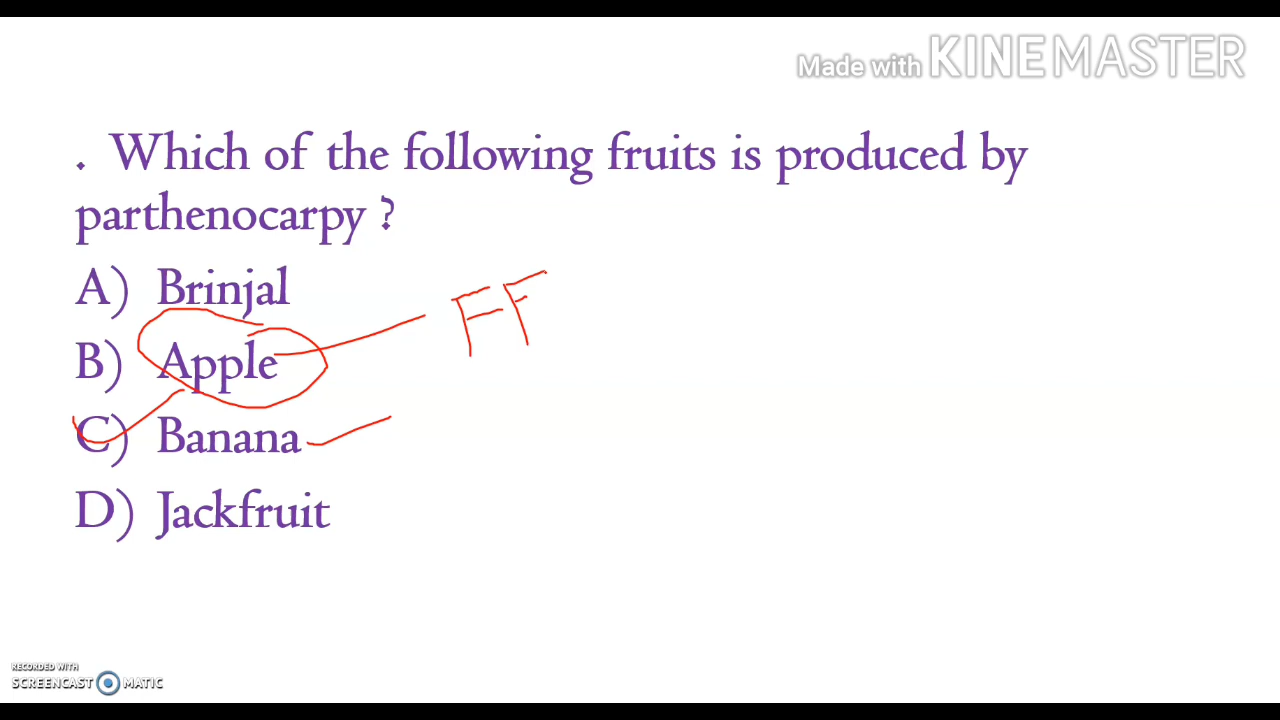 Made with KINEMASTER
. Which of the following fruits is produced by
parthenocarpy ?
A) Brinjal
B) Apple
FF
C) Banana
D) Jackfruit
RECORDED WITH
SCREENCAST MATIC